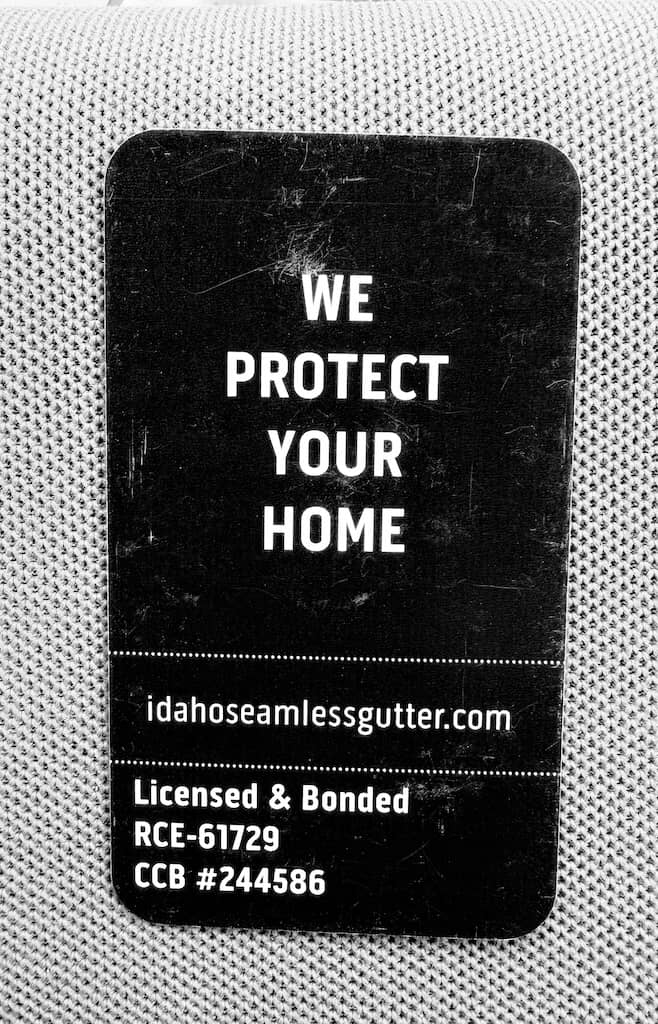 WE
PROTECT
YOUR
HOME
idahoseamlessgutter.com
Licensed & Bonded
RCE-61729
CCB #244586